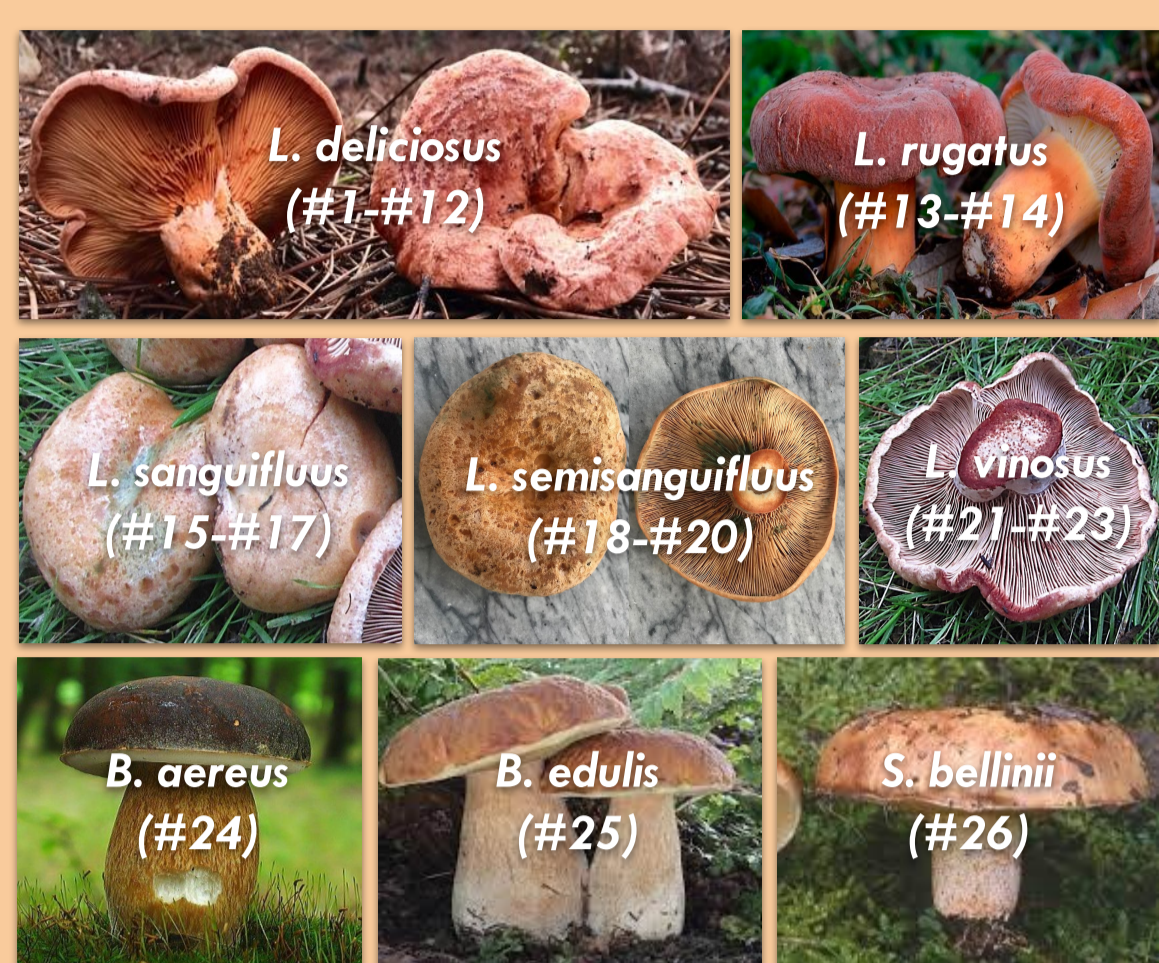 L. deliciosus
(#1-#12)
L. rugatus
(#13-#14)
L. sanguifluus
(#15-#17)
L. semisanguifluus
(#18-#20)
L. vinosus
(#21-#23)
B. aereus
(#24)
B. edulis
(#25)
S. bellinii
(#26)